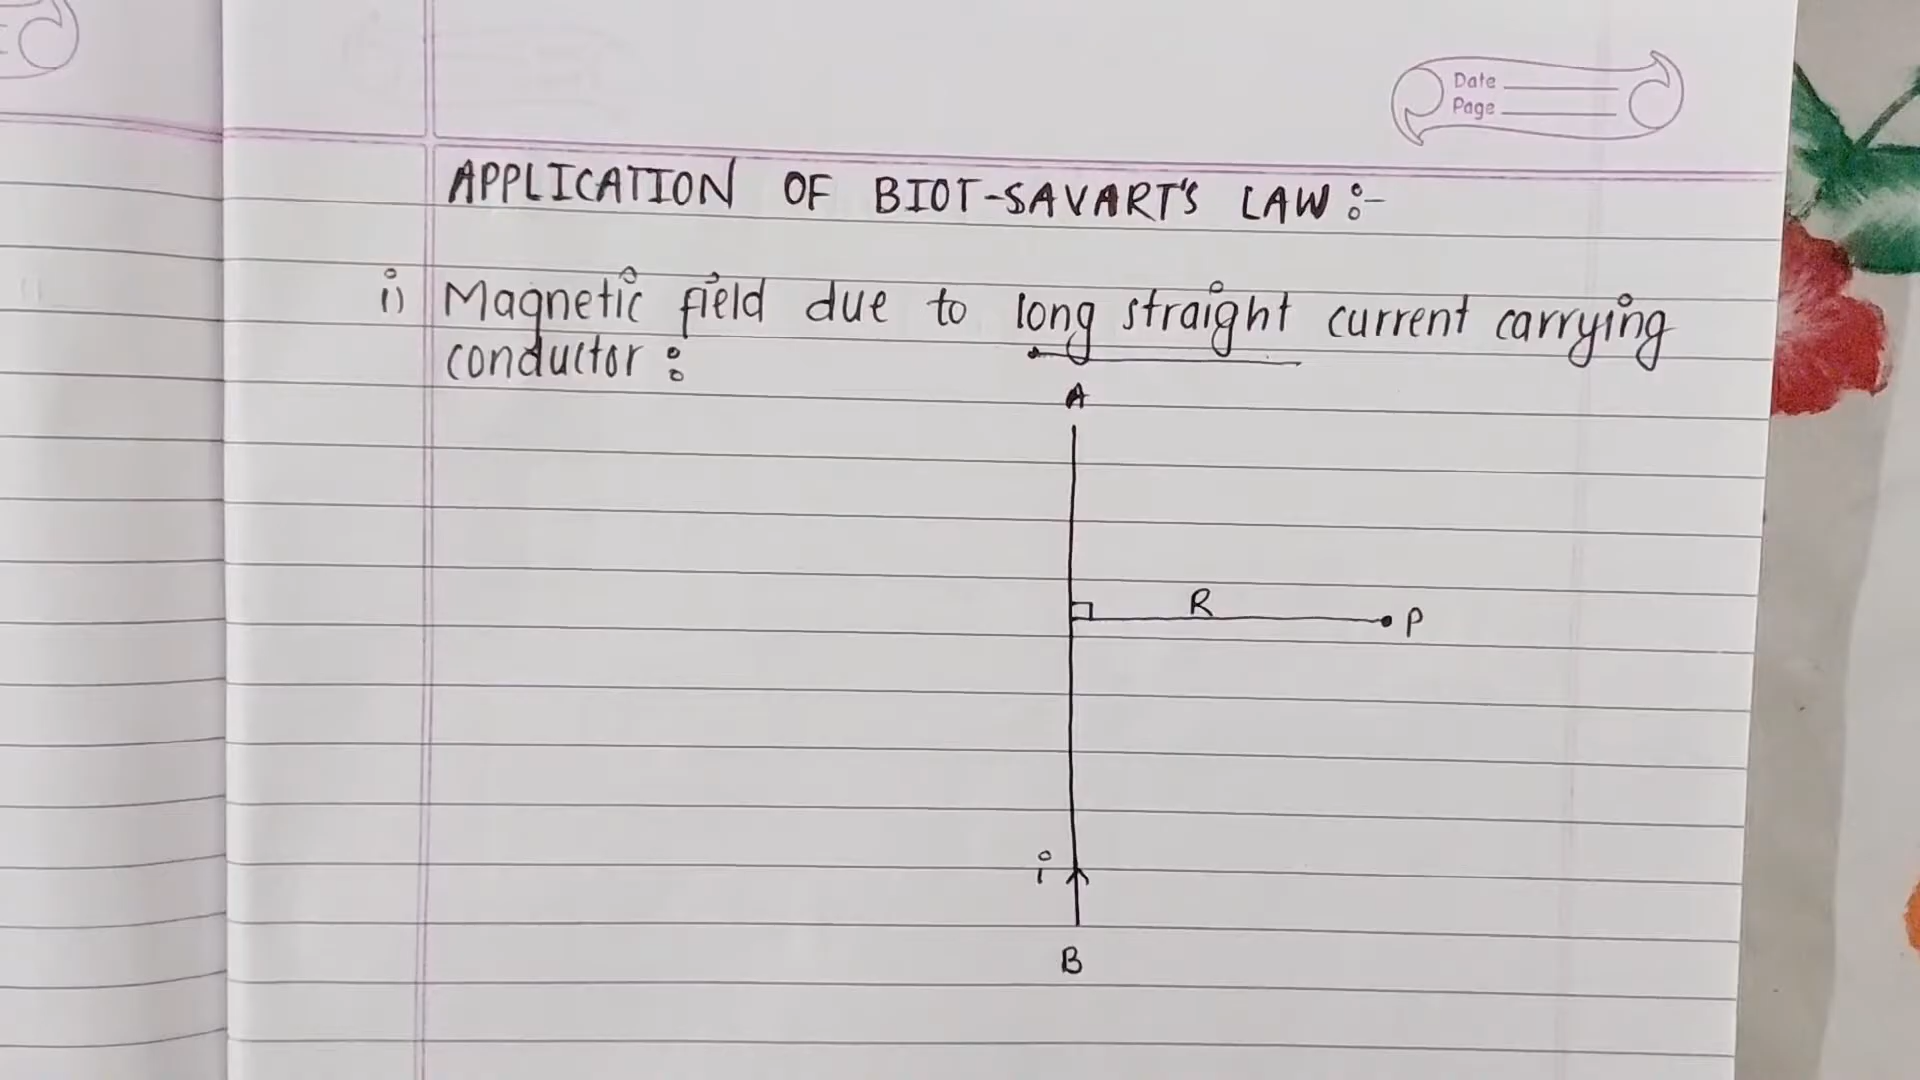 Date
Page
APPLICATION OF BIOT-SAVART'S LAW :-
i) Magnetic field due to long straight current carrying
conductor :
A
R
P
i
B